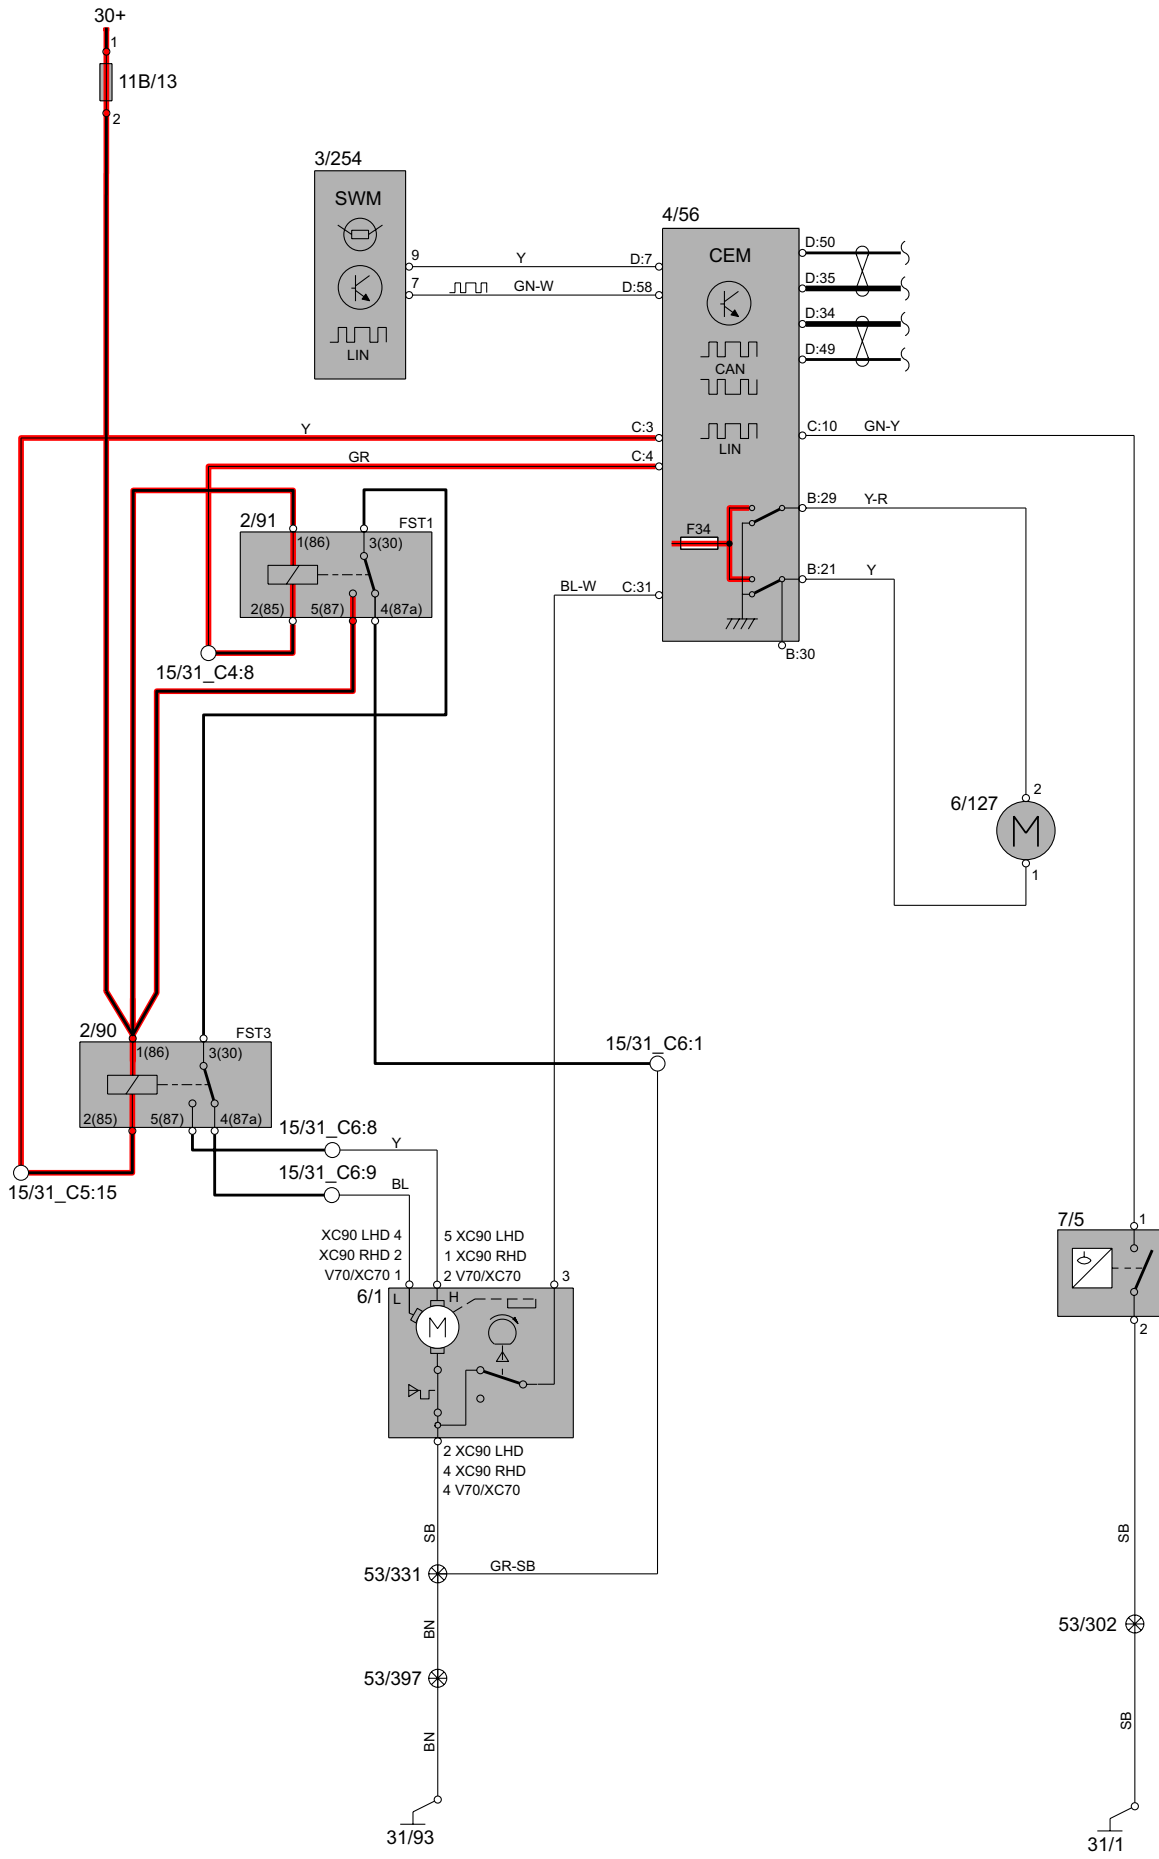 30+
1
11B/13
2
3/254
SWM
LIN
9
Y
7
GN-W
4/56
D:7
D:58
CEM
CAN
LIN
D:50
D:35
D:34
D:49
Y
C:3
GR
C:4
C:10
GN-Y
B:29
Y-R
F34
B:21
Y
BL-W
C:31
B:30
2/91
FST1
1(86)
3(30)
2(85)
5(87)
4(87a)
15/31_C4:8
6/127
2
M
1
2/90
FST3
1(86)
3(30)
2(85)
5(87)
4(87a)
15/31_C6:1
15/31_C6:8
Y
15/31_C6:9
BL
15/31_C5:15
XC90 LHD 4
XC90 RHD 2
V70/XC70 1
5 XC90 LHD
1 XC90 RHD
2 V70/XC70
3
6/1
L
H
M
2 XC90 LHD
4 XC90 RHD
4 V70/XC70
7/5
1
2
SB
53/331
GR-SB
BN
53/397
BN
31/93
SB
53/302
SB
31/1